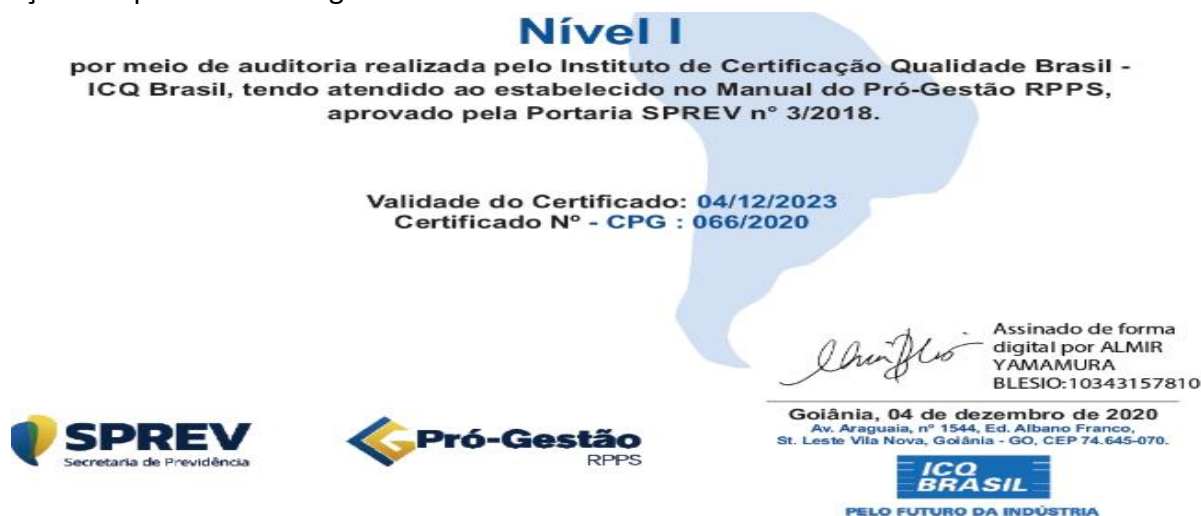 Nível I
por meio de auditoria realizada pelo Instituto de Certificação Qualidade Brasil -
ICQ Brasil, tendo atendido ao estabelecido no Manual do Pró-Gestão RPPS,
aprovado pela Portaria SPREV nº 3/2018.
Validade do Certificado: 04/12/2023
Certificado Nº - CPG : 066/2020
Assinado de forma
digital por ALMIR
YAMAMURA
BLESIO:10343157810
Goiânia, 04 de dezembro de 2020
Av. Araguaia, nº 1544, Ed. Albano Franco,
St. Leste Vila Nova, Goiânia - GO, CEP 74.645-070.
SPREV
Secretaria de Previdência
Pró-Gestão
RPPS
ICQ
BRASIL
PELO FUTURO DA INDÚSTRIA